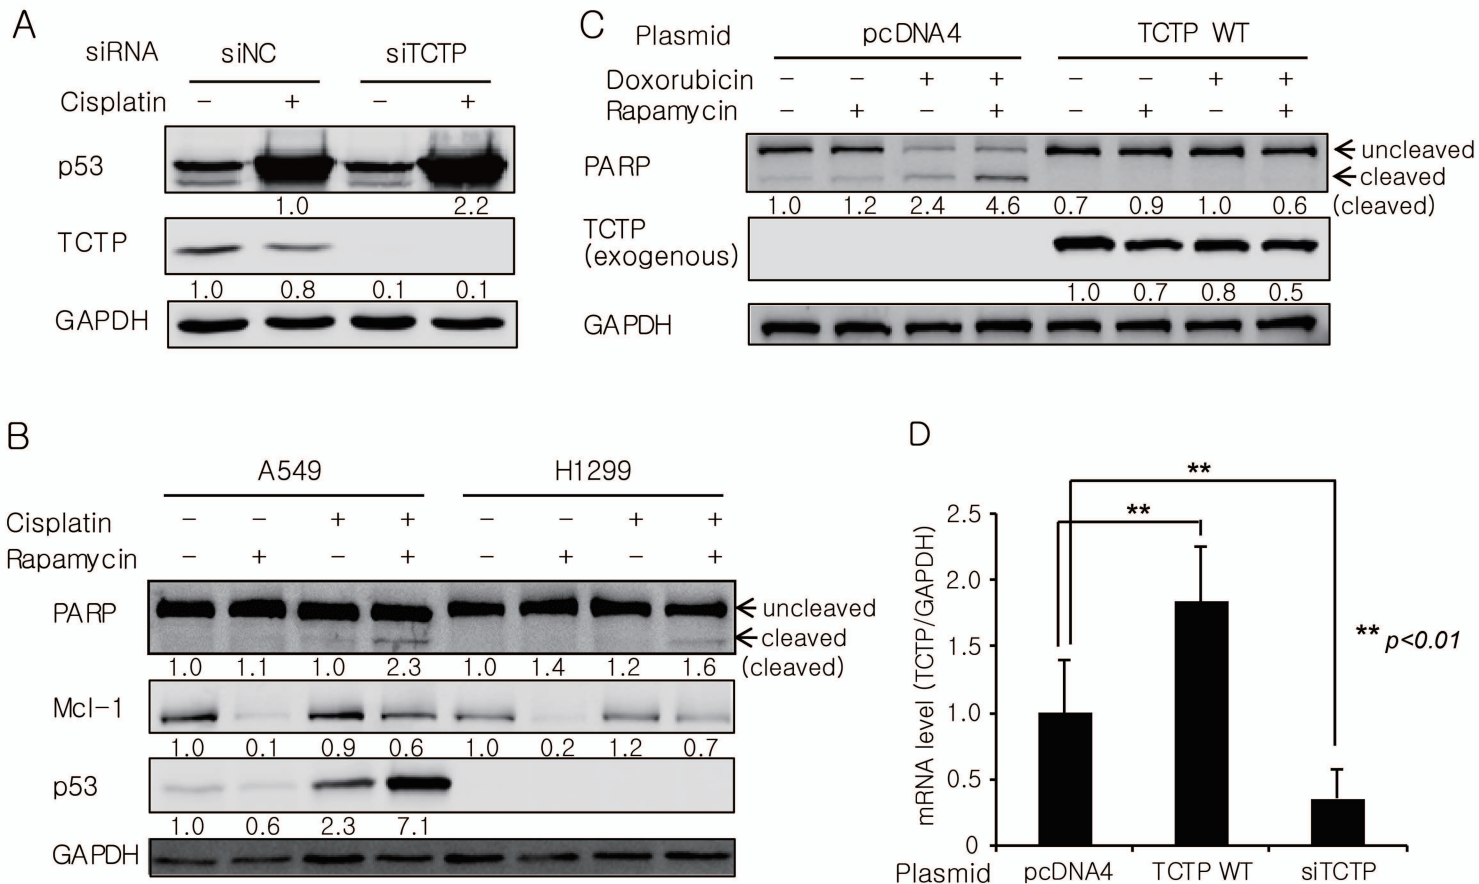 A
siRNA siNC siTCTP
Cisplatin − + − +
p53
1.0 2.2
TCTP
1.0 0.8 0.1 0.1
GAPDH
C
Plasmid pcDNA4 TCTP WT
Doxorubicin − − + + − − + +
Rapamycin − + − + − + − +
PARP
uncleaved
cleaved
1.0 1.2 2.4 4.6 0.7 0.9 1.0 0.6 (cleaved)
TCTP
(exogenous)
1.0 0.7 0.8 0.5
GAPDH
B
A549 H1299
Cisplatin − − + + − − + +
Rapamycin − + − + − + − +
PARP
uncleaved
cleaved
1.0 1.1 1.0 2.3 1.0 1.4 1.2 1.6 (cleaved)
Mcl-1
1.0 0.1 0.9 0.6 1.0 0.2 1.2 0.7
p53
1.0 0.6 2.3 7.1
GAPDH
D
**
**
mRNA level (TCTP/GAPDH)
2.5
2.0
1.5
1.0
0.5
0
** p<0.01
Plasmid pcDNA4 TCTP WT siTCTP